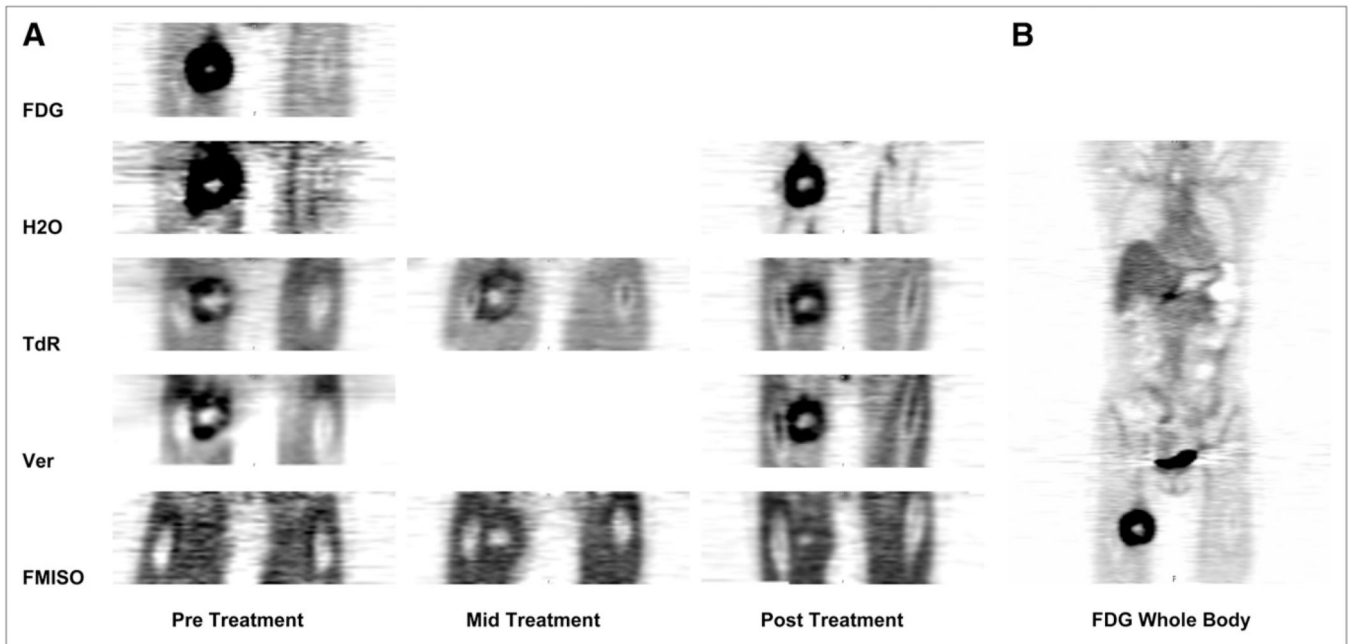 A
B
FDG
H2O
TdR
Ver
FMISO
Pre Treatment
Mid Treatment
Post Treatment
FDG Whole Body
F